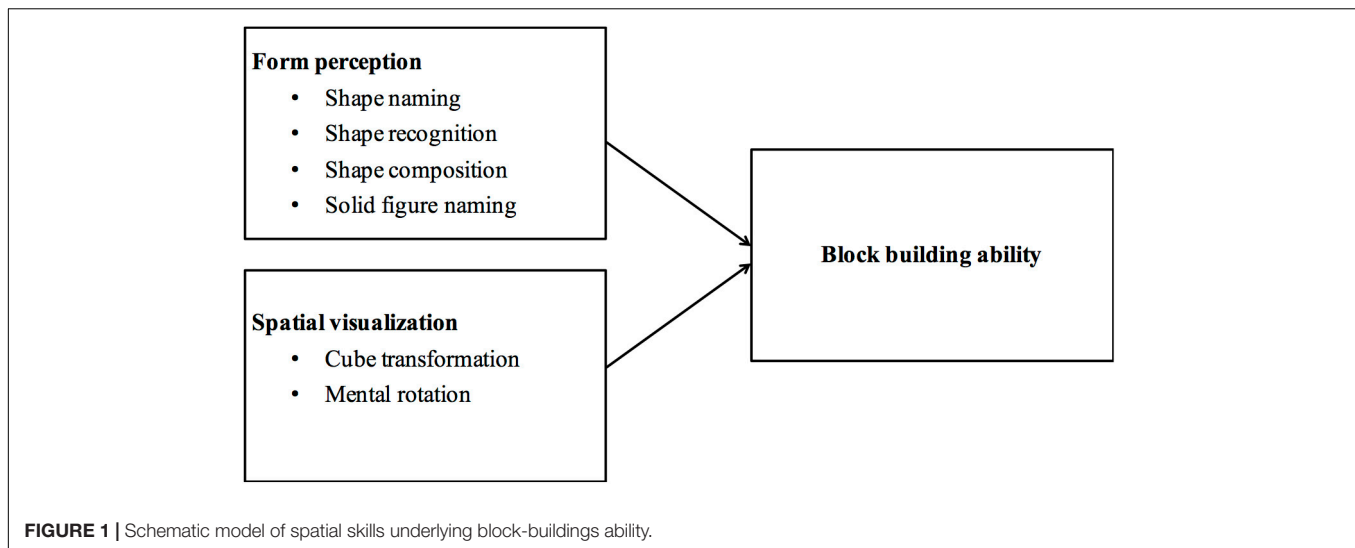 Form perception
• Shape naming
• Shape recognition
• Shape composition
• Solid figure naming
Block building ability
Spatial visualization
• Cube transformation
• Mental rotation
FIGURE 1 | Schematic model of spatial skills underlying block-buildings ability.